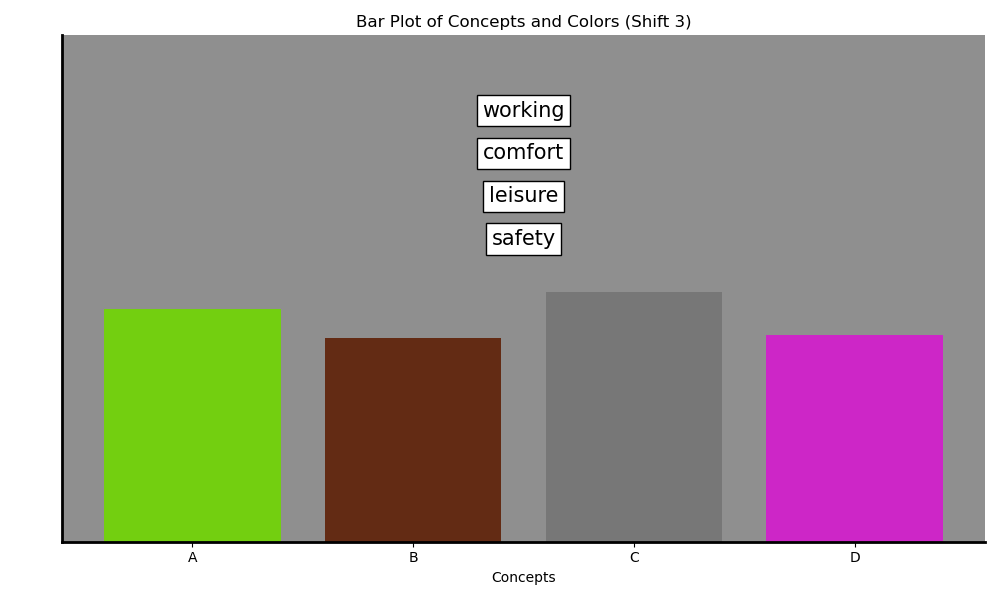 Bar Plot of Concepts and Colors (Shift 3)
working
comfort
leisure
safety
A B C D
Concepts